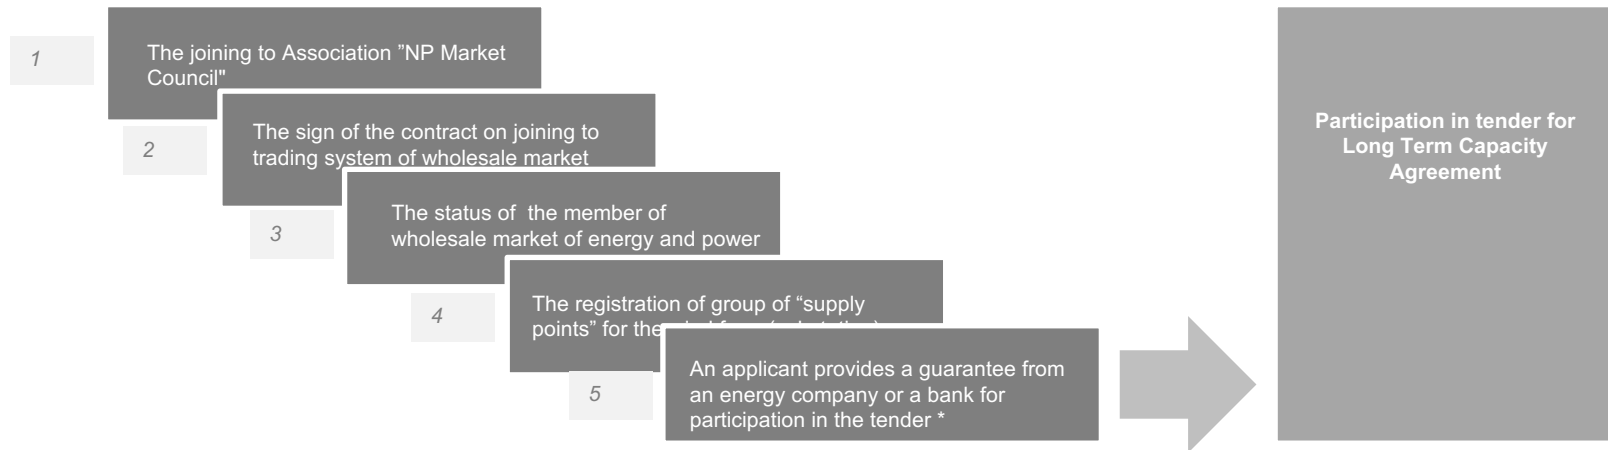 1
The joining to Association ”NP Market
Council"
2
The sign of the contract on joining to
trading system of wholesale market
3
The status of the member of
wholesale market of energy and power
4
The registration of group of “supply
points” for the
5
An applicant provides a guarantee from
an energy company or a bank for
participation in the tender *
Participation in tender for
Long Term Capacity
Agreement